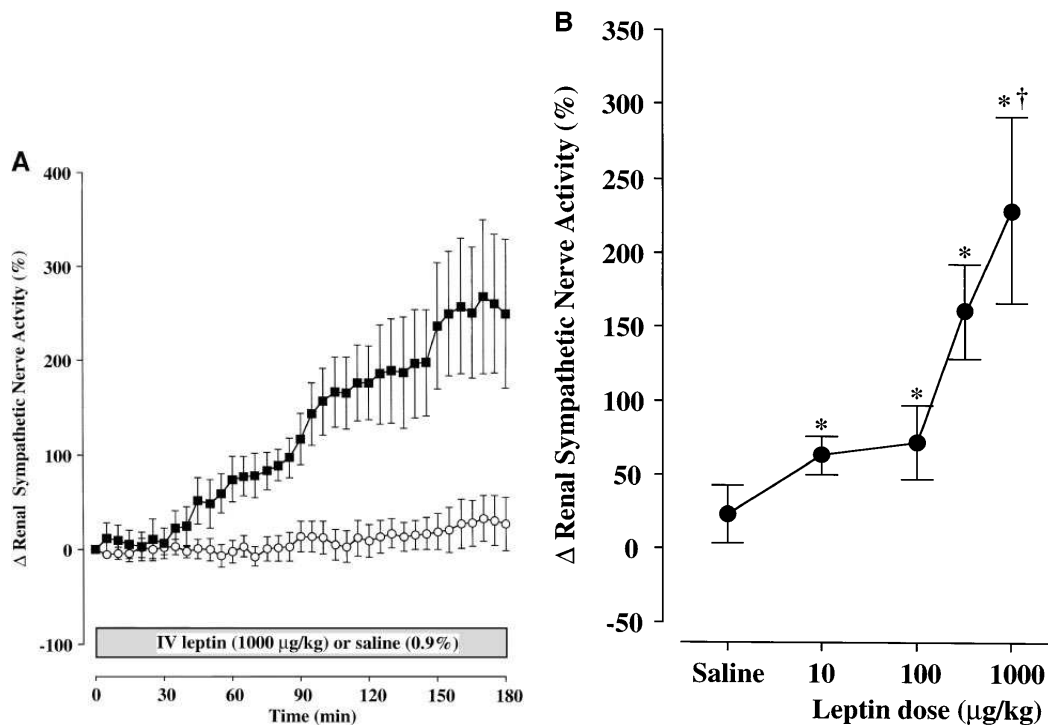 A
Δ Renal Sympathetic Nerve Actvity (%)
400
300
200
100
0
-100
IV leptin (1000 μg/kg) or saline (0.9%)
0 30 60 90 120 150 180
Time (min)
B
Δ Renal Sympathetic Nerve Activity (%)
350
300
250
200
150
100
50
0
-50
*
*
*
* †
Saline 10 100 1000
Leptin dose (μg/kg)